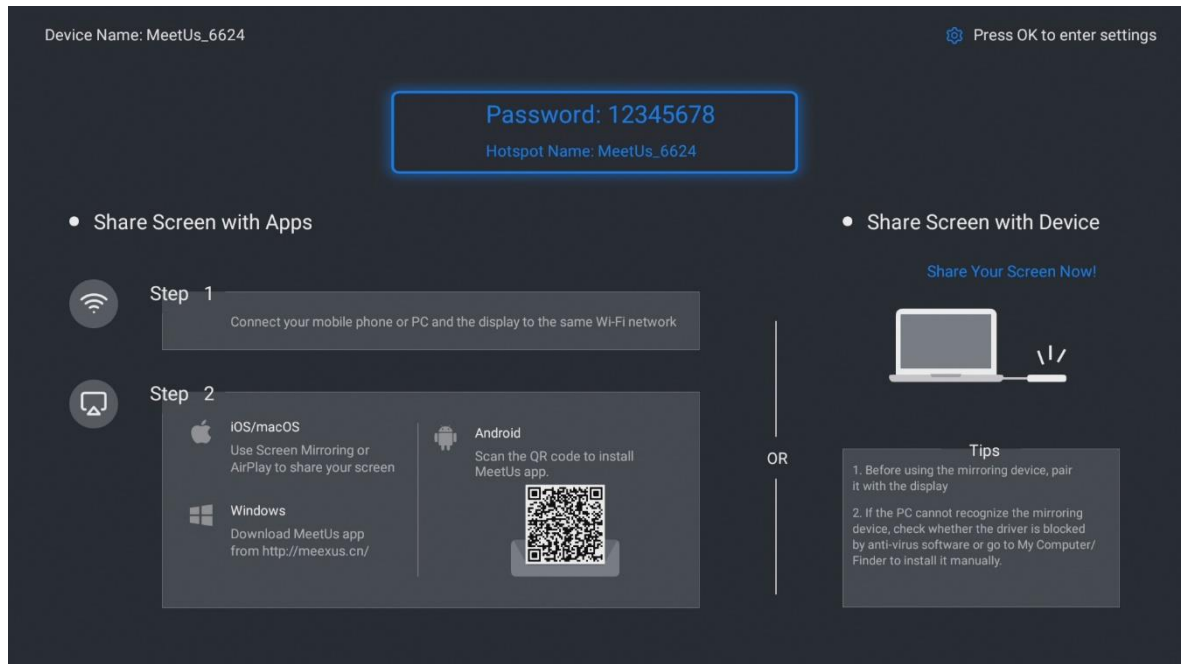 Device Name: MeetUs_6624
Press OK to enter settings
Password: 12345678
Hotspot Name: MeetUs_6624
Share Screen with Apps
Step 1
Connect your mobile phone or PC and the display to the same Wi-Fi network
Step 2
iOS/macOS
Use Screen Mirroring or
AirPlay to share your screen
Windows
Download MeetUs app
from http://meexus.cn/
Android
Scan the QR code to install
MeetUs app.
OR
Share Screen with Device
Share Your Screen Now!
Tips
1. Before using the mirroring device, pair
it with the display
2. If the PC cannot recognize the mirroring
device, check whether the driver is blocked
by anti-virus software or go to My Computer/
Finder to install it manually.